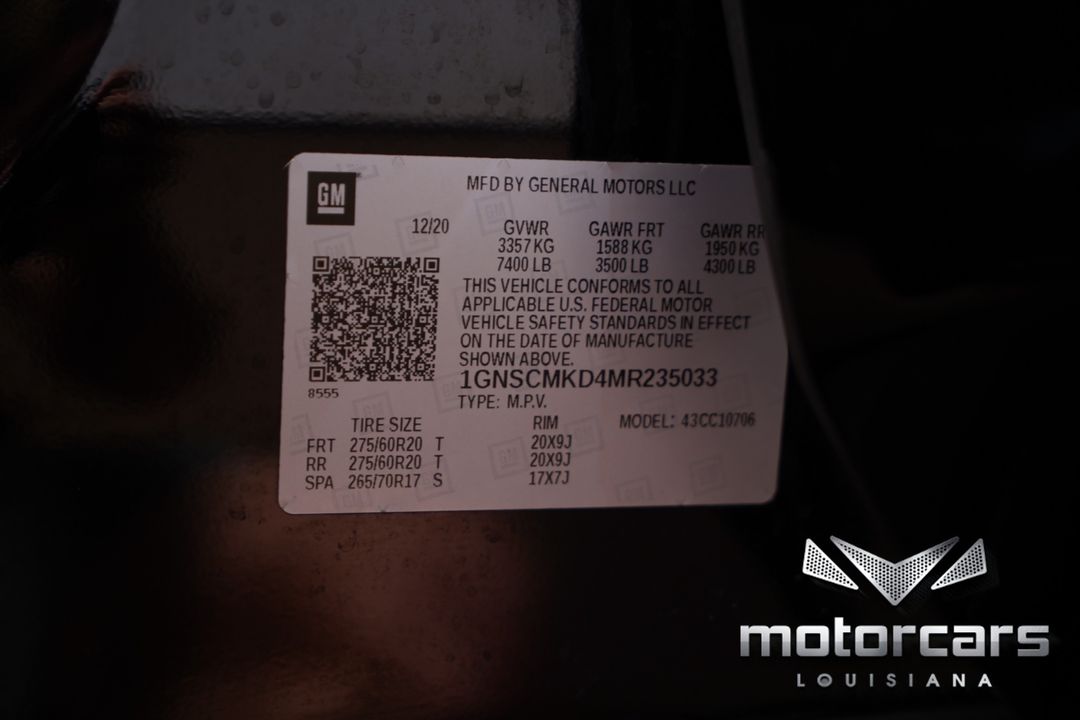 GM
MFD BY GENERAL MOTORS LLC
12/20
GVWR GAWR FRT GAWR RR
3357 KG 1588 KG 1950 KG
7400 LB 3500 LB 4300 LB
THIS VEHICLE CONFORMS TO ALL
APPLICABLE U.S. FEDERAL MOTOR
VEHICLE SAFETY STANDARDS IN EFFECT
ON THE DATE OF MANUFACTURE
SHOWN ABOVE.
1GNSCMKD4MR235033
8555
TYPE: M.P.V.
TIRE SIZE RIM MODEL: 43CC10706
FRT 275/60R20 T 20X9J
RR 275/60R20 T 20X9J
SPA 265/70R17 S 17X7J
motorcars
LOUISIANA